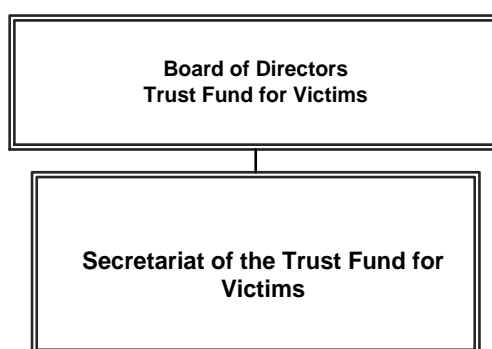 Board of Directors
Trust Fund for Victims
Secretariat of the Trust Fund for
Victims